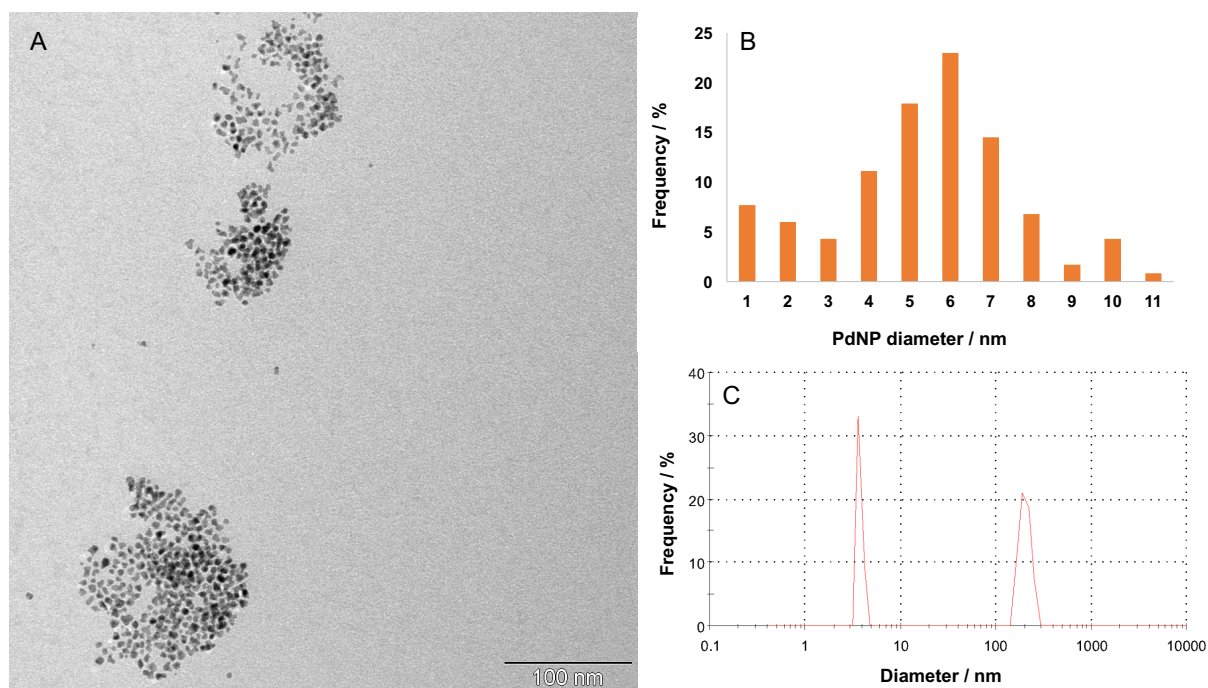 A
100 nm
B
25
20
15
10
5
0
Frequency / %
1 2 3 4 5 6 7 8 9 10 11
PdNP diameter / nm
C
40
30
20
10
0
Frequency / %
0.1 1 10 100 1000 10000
Diameter / nm